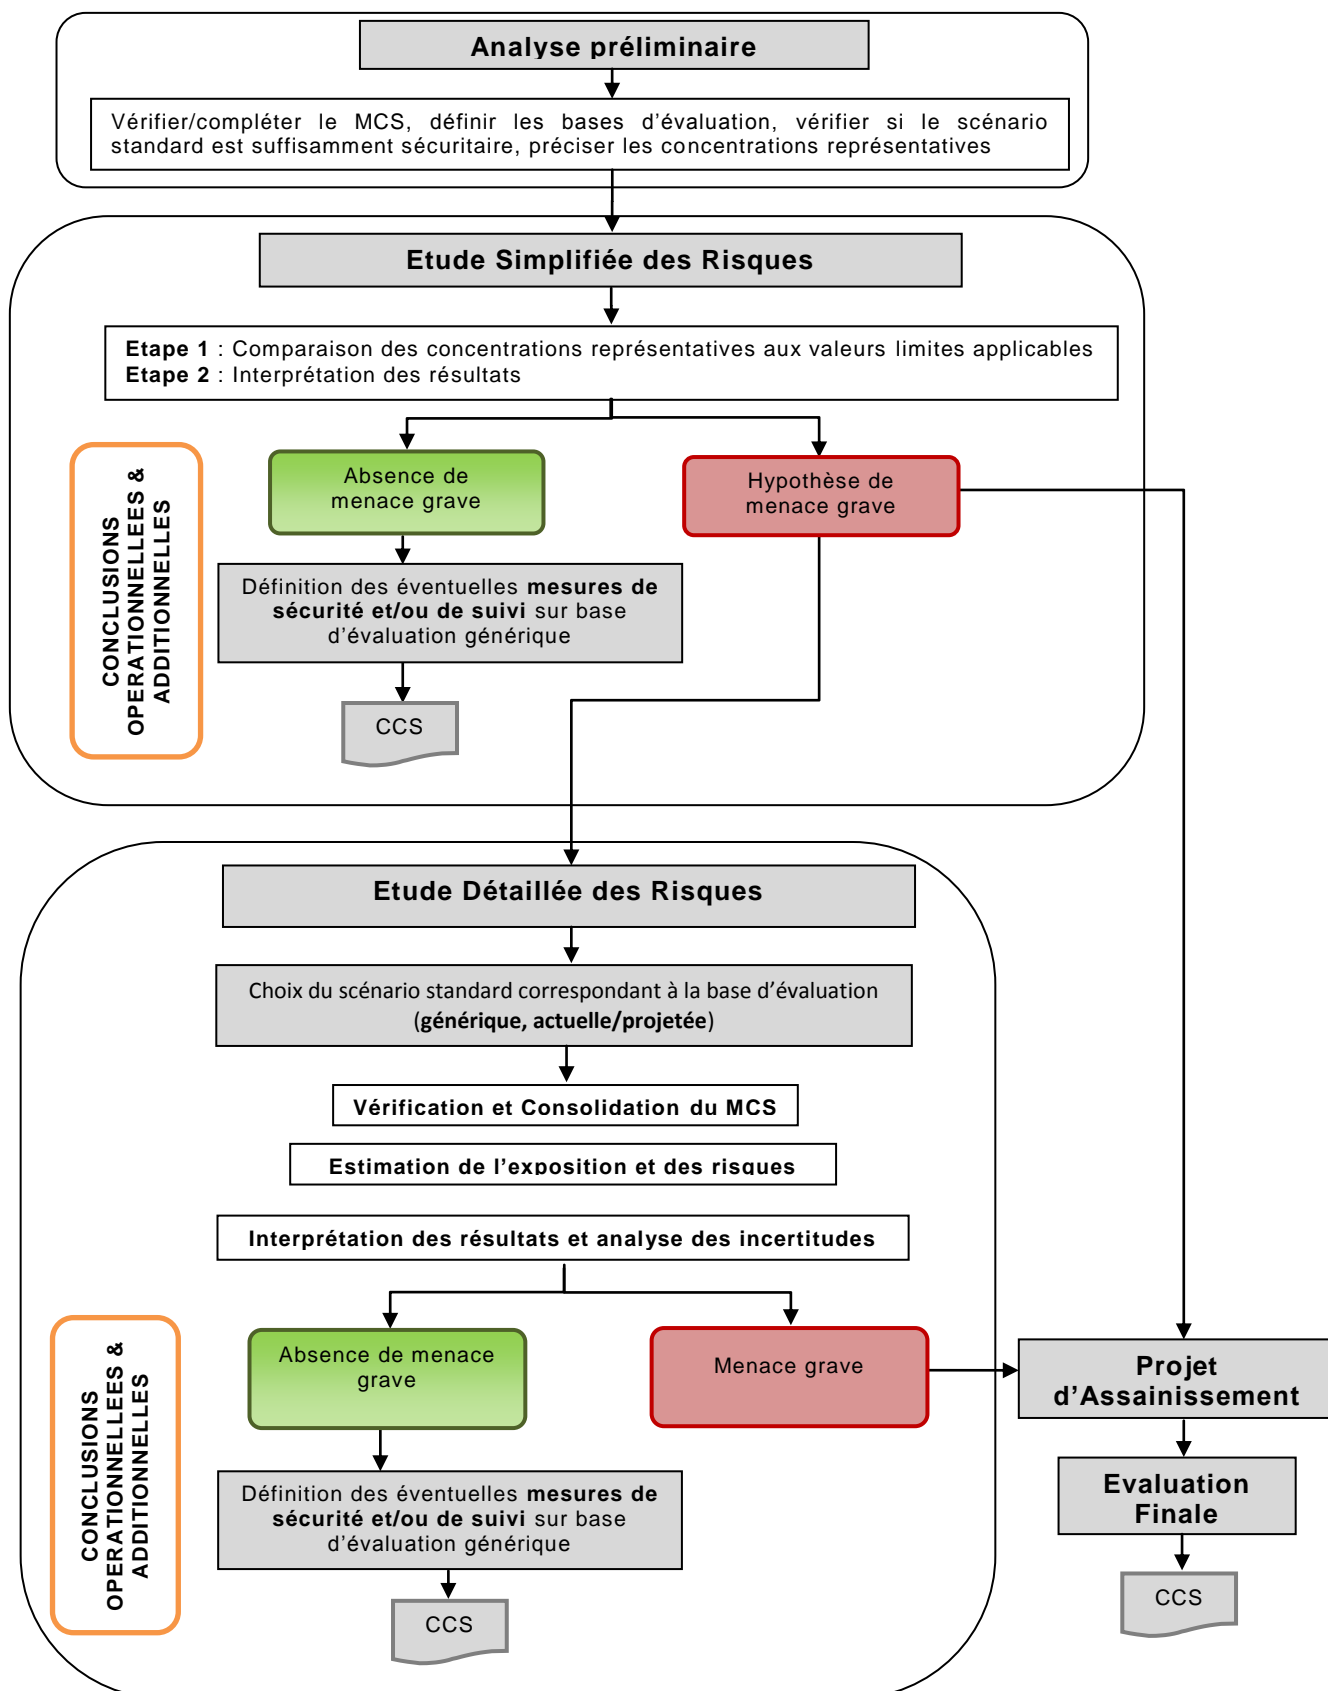 Analyse préliminaire
Vérifier/compléter le MCS, définir les bases d’évaluation, vérifier si le scénario
standard est suffisamment sécuritaire, préciser les concentrations représentatives
Etude Simplifiée des Risques
Etape 1 : Comparaison des concentrations représentatives aux valeurs limites applicables
Etape 2 : Interprétation des résultats
CONCLUSIONS
OPERATIONNELLEES &
ADDITIONNELLES
Absence de
menace grave
Hypothèse de
menace grave
Définition des éventuelles mesures de
sécurité et/ou de suivi sur base
d’évaluation générique
CCS
Etude Détaillée des Risques
Choix du scénario standard correspondant à la base d’évaluation
(générique, actuelle/projetée)
Vérification et Consolidation du MCS
Estimation de l’exposition et des risques
Interprétation des résultats et analyse des incertitudes
CONCLUSIONS
OPERATIONNELLEES &
ADDITIONNELLES
Absence de menace
grave
Menace grave
Projet
d’Assainissement
Définition des éventuelles mesures de
sécurité et/ou de suivi sur base
d’évaluation générique
Evaluation
Finale
CCS
CCS